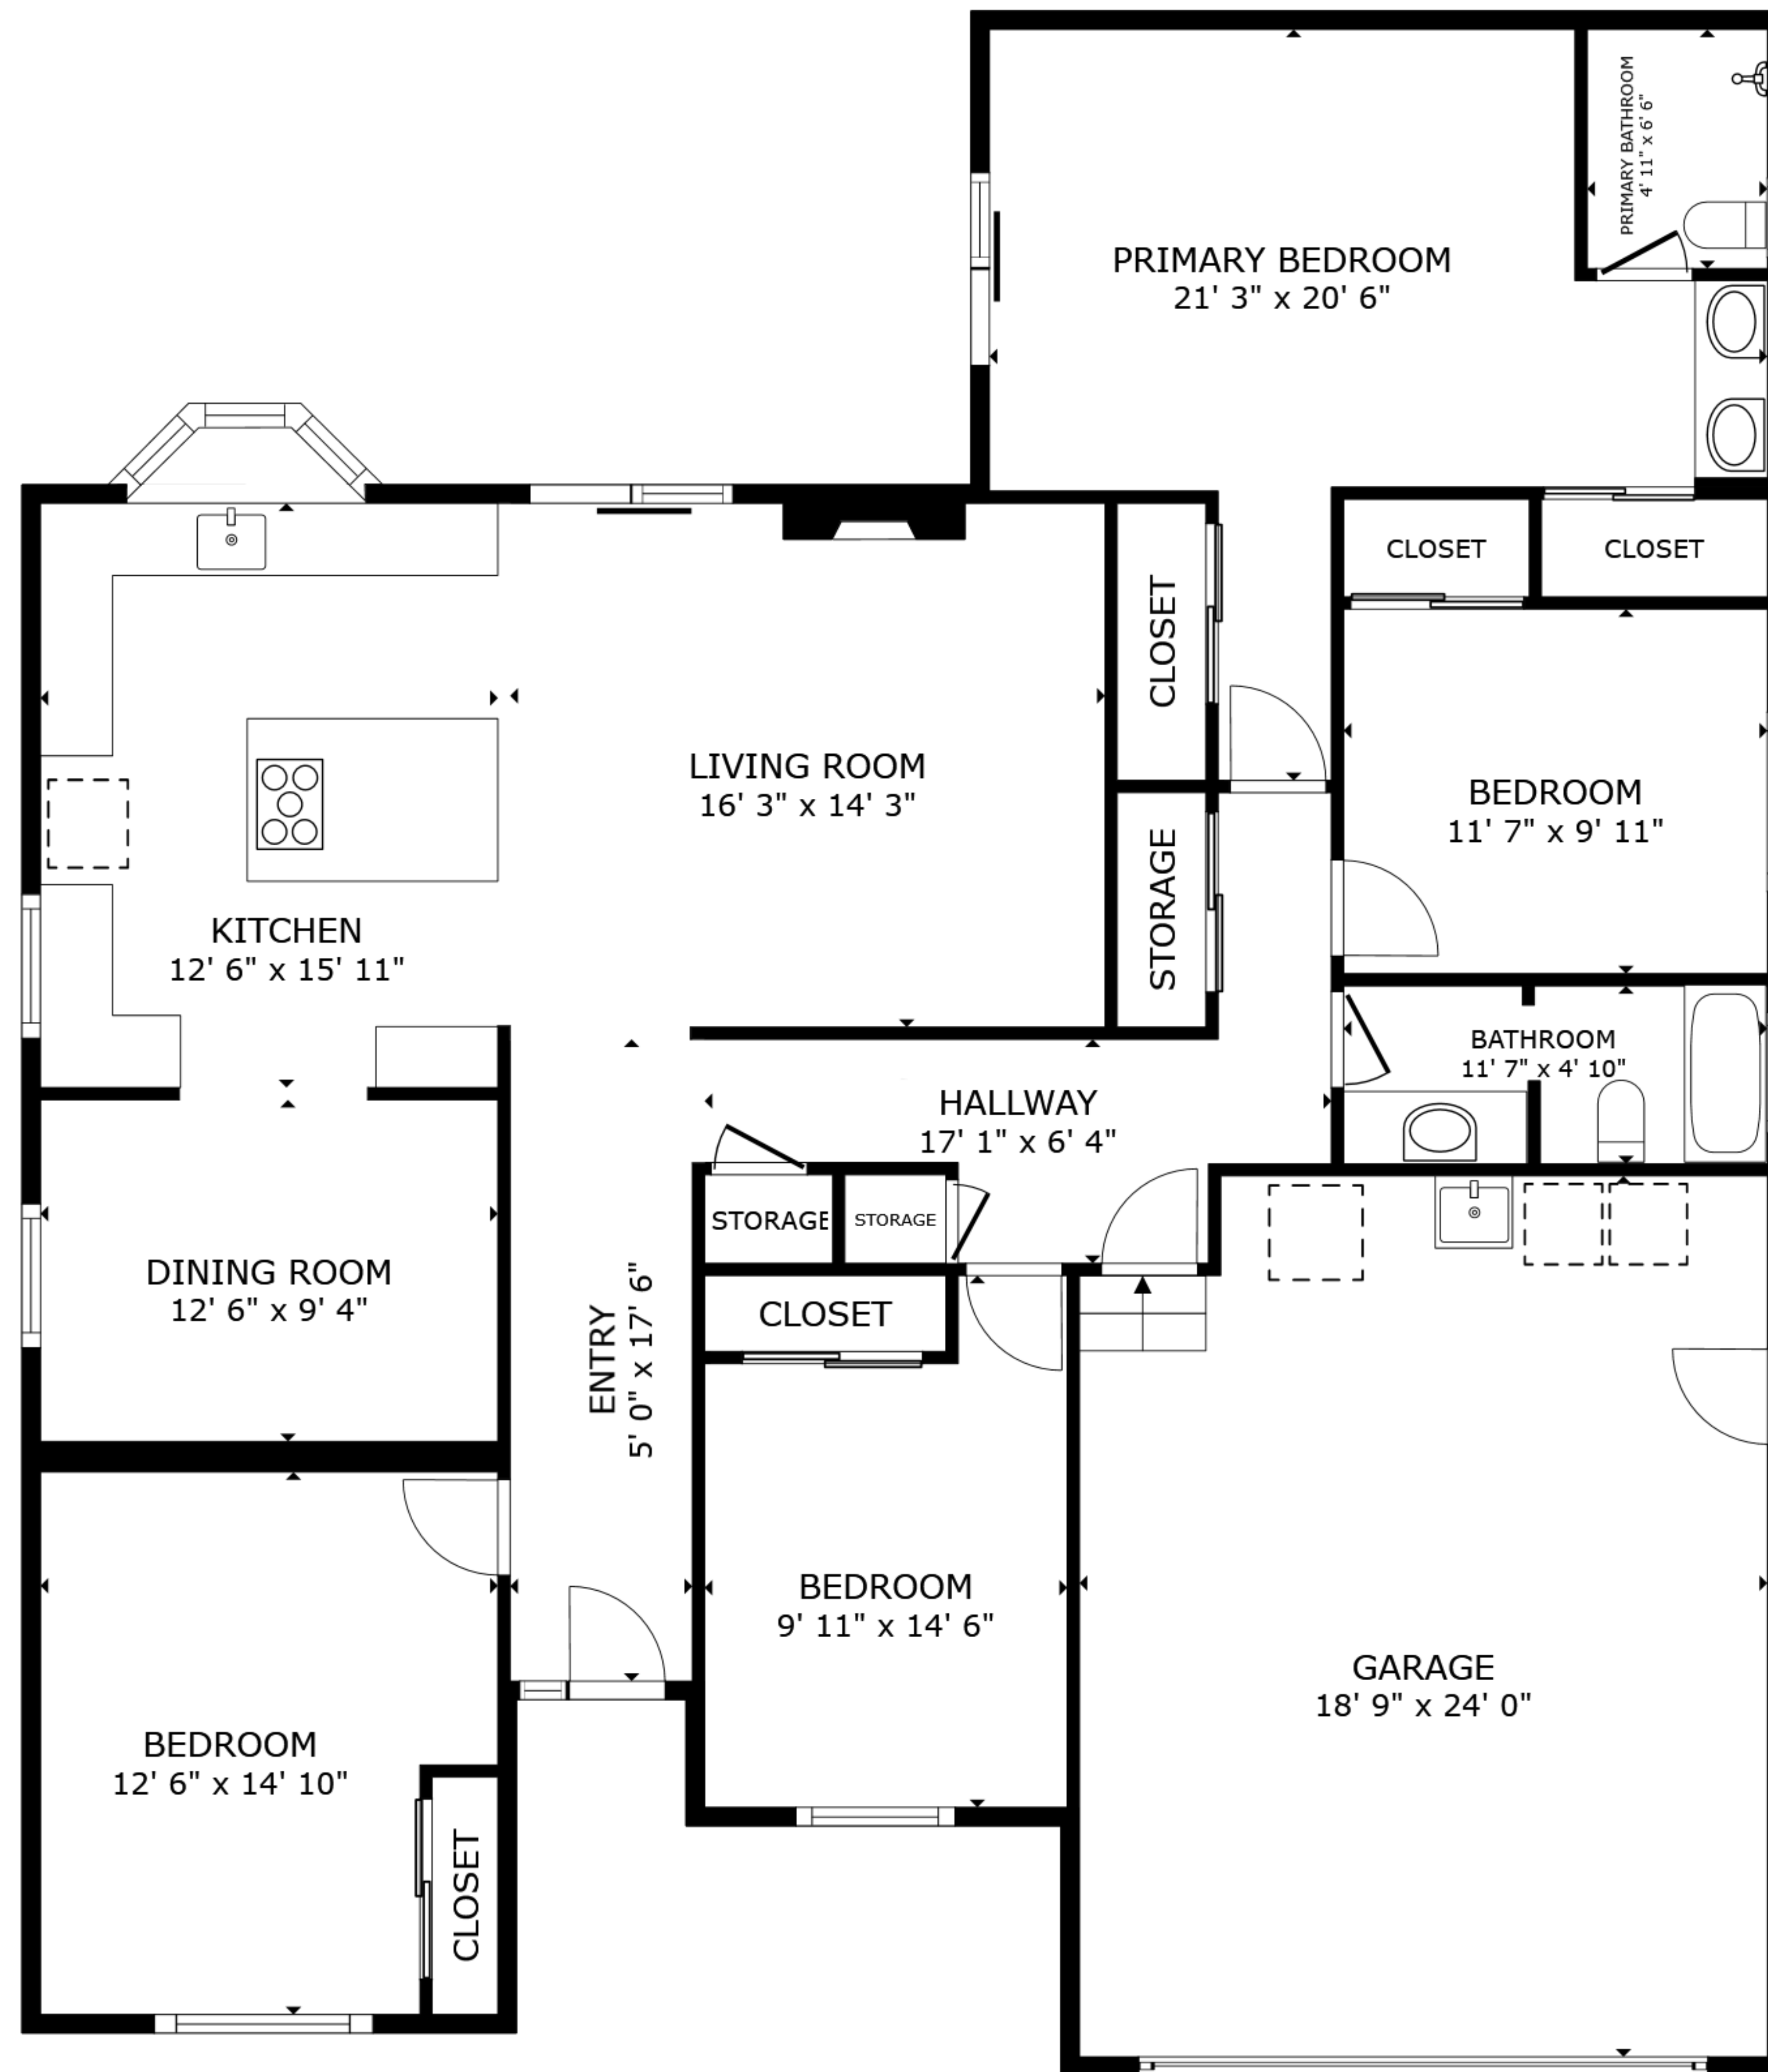 PRIMARY BATHROOM
4' 11" x 6' 6"
PRIMARY BEDROOM
21' 3" x 20' 6"
CLOSET
CLOSET
CLOSET
LIVING ROOM
16' 3" x 14' 3"
BEDROOM
11' 7" x 9' 11"
STORAGE
KITCHEN
12' 6" x 15' 11"
BATHROOM
11' 7" x 4' 10"
HALLWAY
17' 1" x 6' 4"
STORAGE
STORAGE
DINING ROOM
12' 6" x 9' 4"
CLOSET
ENTRY
5' 0" x 17' 6"
BEDROOM
9' 11" x 14' 6"
GARAGE
18' 9" x 24' 0"
BEDROOM
12' 6" x 14' 10"
CLOSET